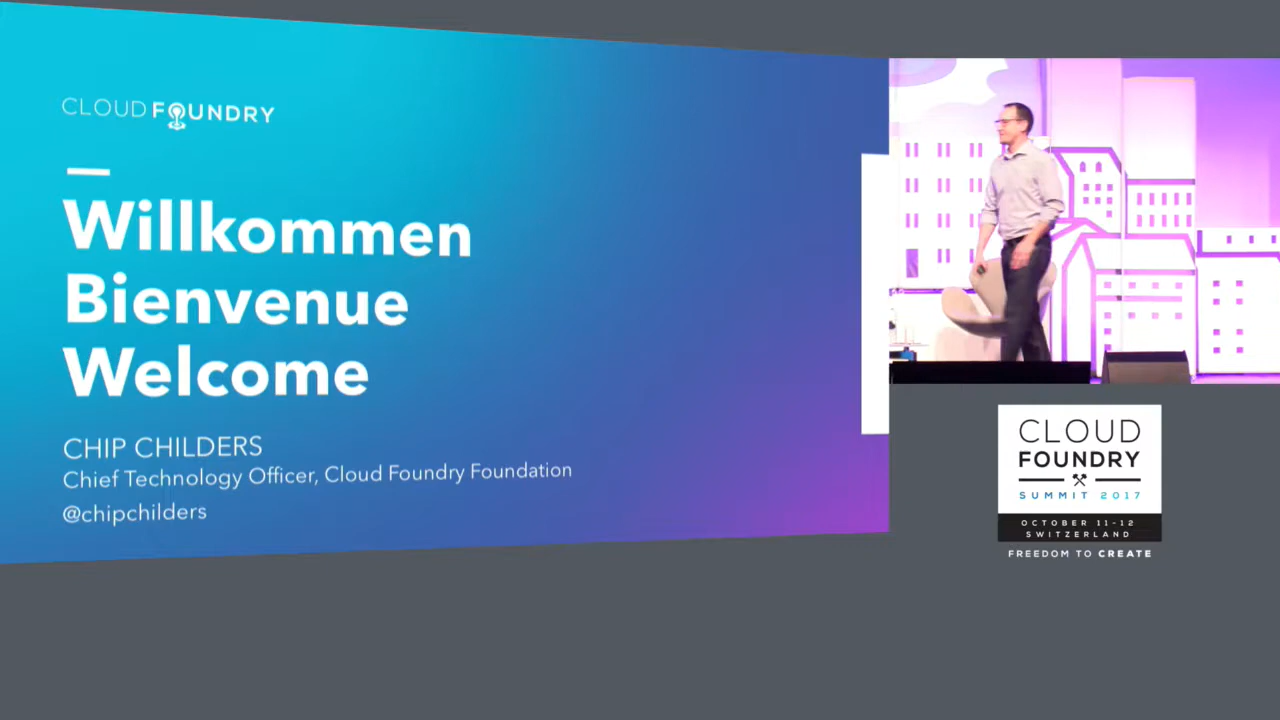 CLOUD FOUNDRY
Willkommen
Bienvenue
Welcome
CHIP CHILDERS
Chief Technology Officer, Cloud Foundry Foundation
@chipchilders
CLOUD
FOUNDRY
SUMMIT 2017
OCTOBER 11-12
SWITZERLAND
FREEDOM TO CREATE